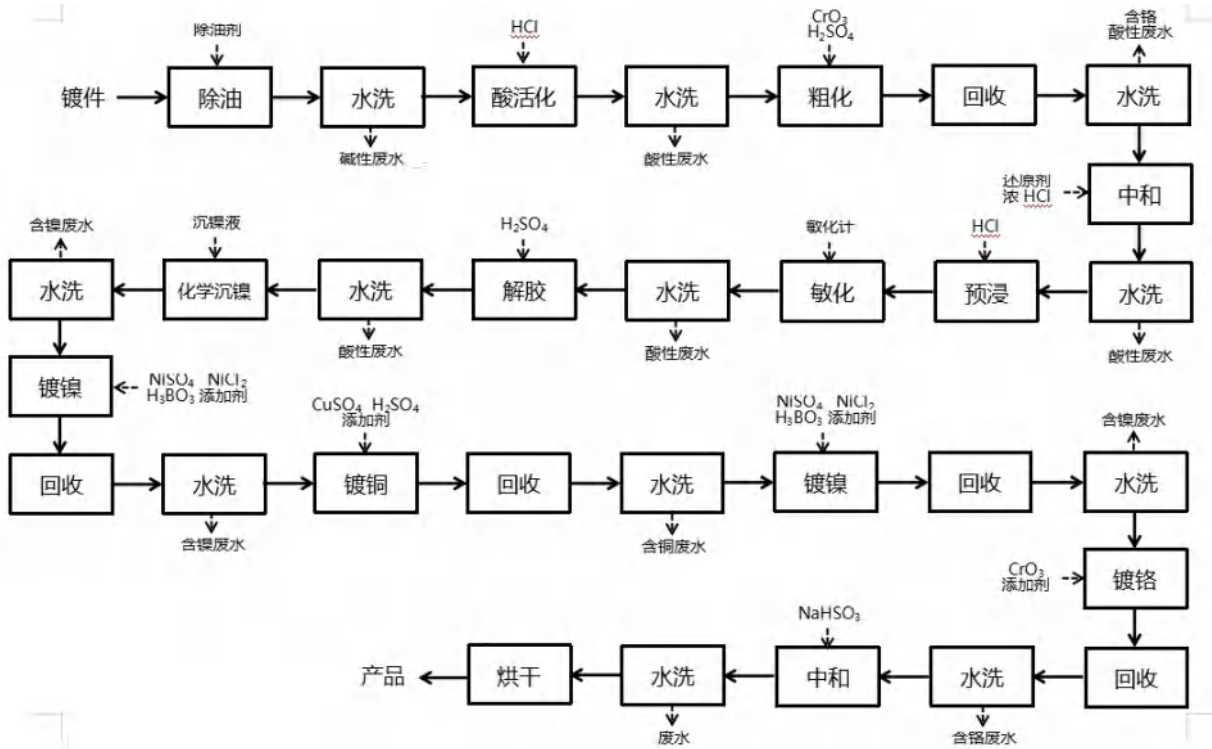 除油剂
HCl
CrO₃
H₂SO₄
含铬
酸性废水
镀件
除油
水洗
酸活化
水洗
粗化
回收
水洗
碱性废水
酸性废水
还原剂
浓 HCl
中和
含镍废水
沉镍液
H₂SO₄
敏化计
HCl
水洗
化学沉镍
水洗
解胶
水洗
敏化
预浸
水洗
酸性废水
酸性废水
酸性废水
镀镍
NiSO₄ NiCl₂
H₃BO₃ 添加剂
CuSO₄ H₂SO₄
添加剂
NiSO₄ NiCl₂
H₃BO₃ 添加剂
含镍废水
回收
水洗
镀铜
回收
水洗
镀镍
回收
水洗
含镍废水
含铜废水
CrO₃
添加剂
镀铬
NaHSO₃
产品
烘干
水洗
中和
水洗
回收
废水
含铬废水